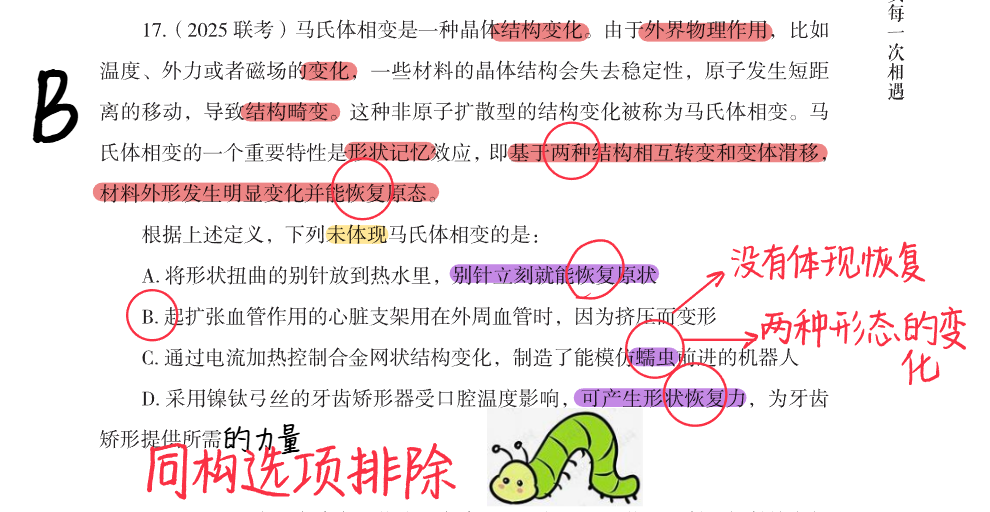 17.（2025 联考）马氏体相变是一种晶体结构变化。由于外界物理作用，比如
温度、外力或者磁场的变化，一些材料的晶体结构会失去稳定性，原子发生短距
离的移动，导致结构畸变。这种非原子扩散型的结构变化被称为马氏体相变。马
氏体相变的一个重要特性是形状记忆效应，即基于两种结构相互转变和变体滑移，
材料外形发生明显变化并能恢复原态。
B
根据上述定义，下列未体现马氏体相变的是：
A. 将形状扭曲的别针放到热水里，别针立刻就能恢复原状
B. 起扩张血管作用的心脏支架用在外周血管时，因为挤压而变形
C. 通过电流加热控制合金网状结构变化，制造了能模仿蠕虫前进的机器人
D. 采用镍钛弓丝的牙齿矫形器受口腔温度影响，可产生形状恢复力，为牙齿
矫形提供所需的力量
没有体现恢复
两种形态的变
化
同构选项排除
每一次相遇